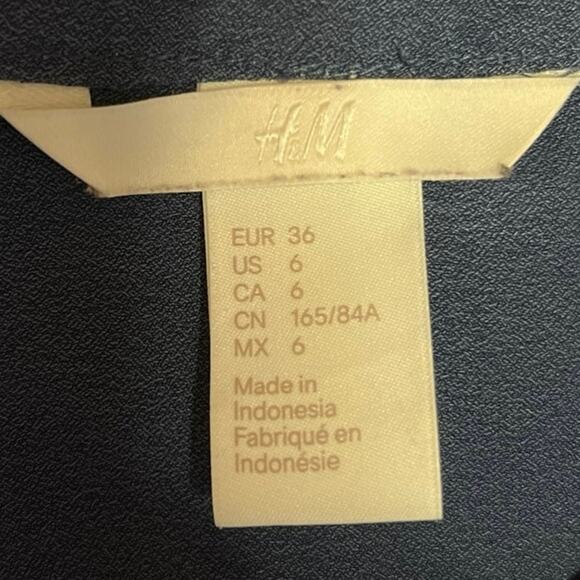 H&M
EUR 36
US 6
CA 6
CN 165/84A
MX 6
Made in
Indonesia
Fabriqué en
Indonésie